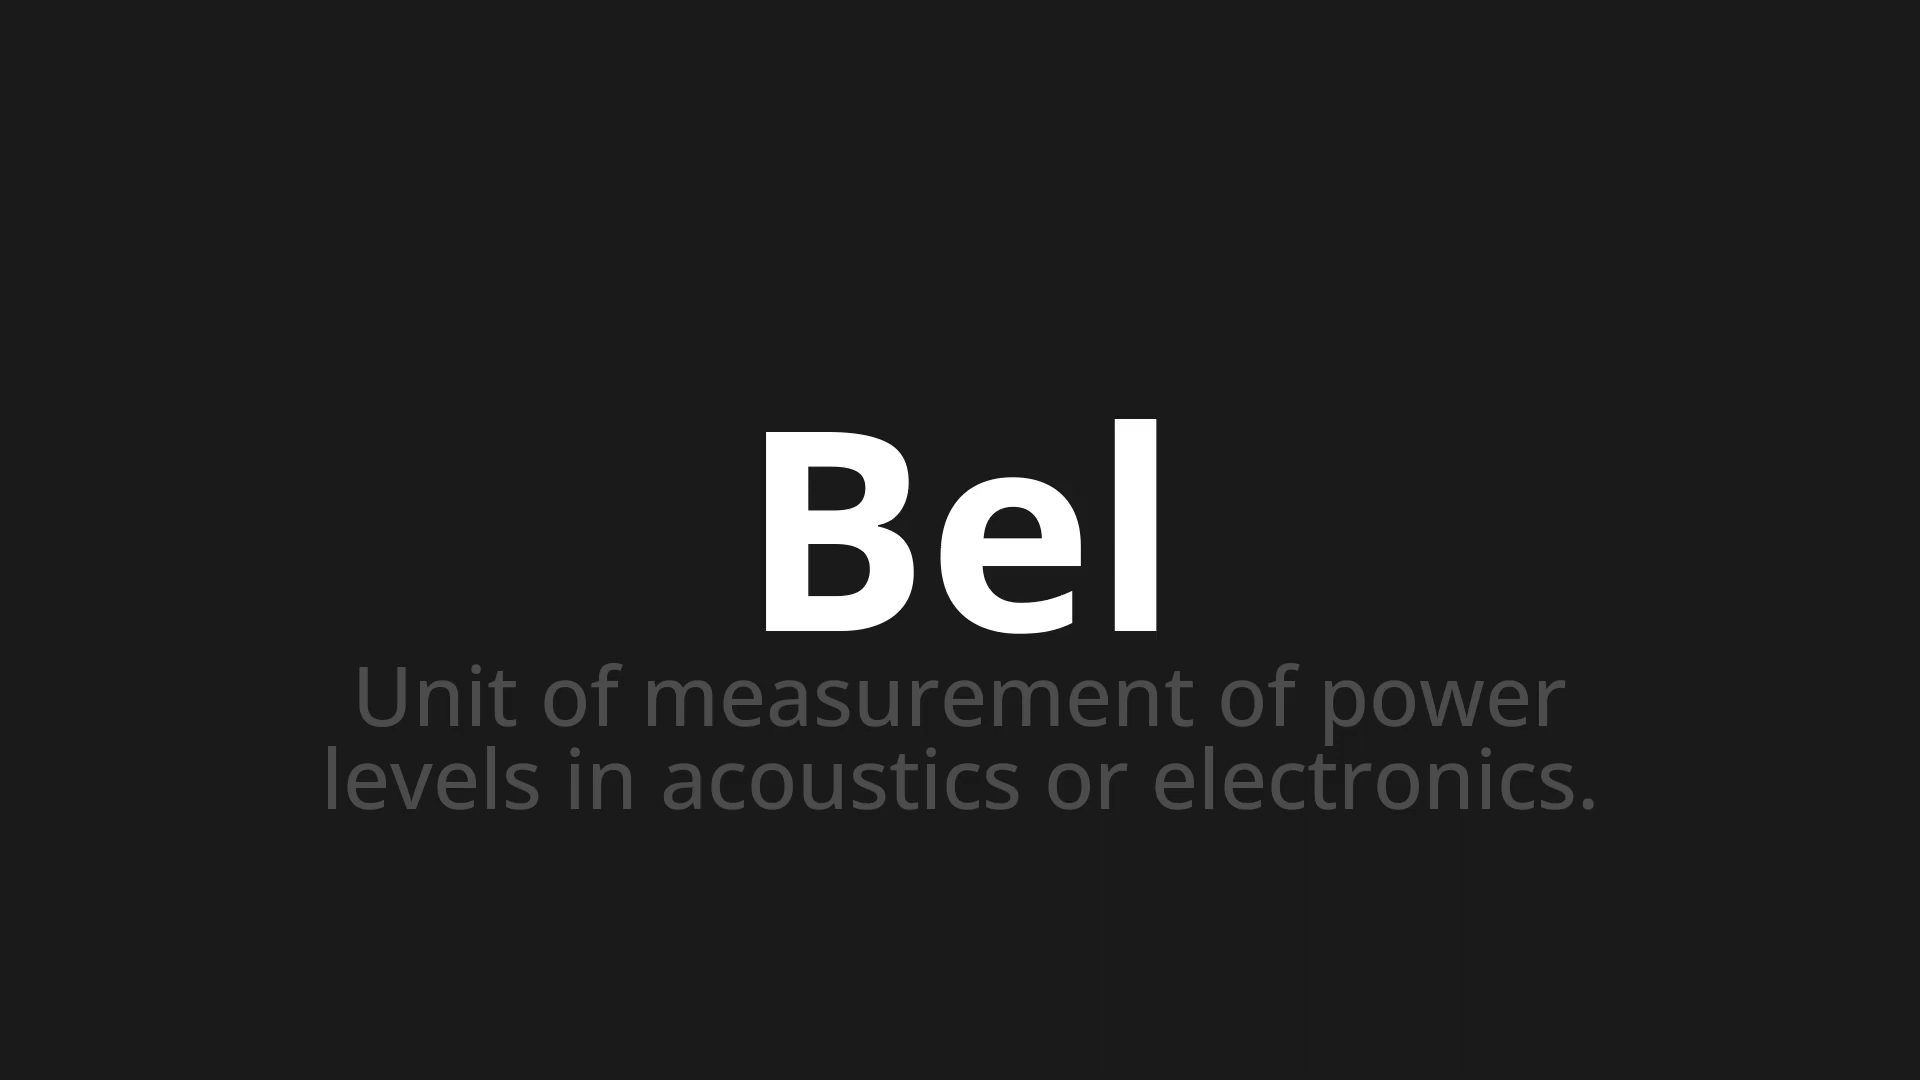 Bel
Unit of measurement of power
levels in acoustics or electronics.